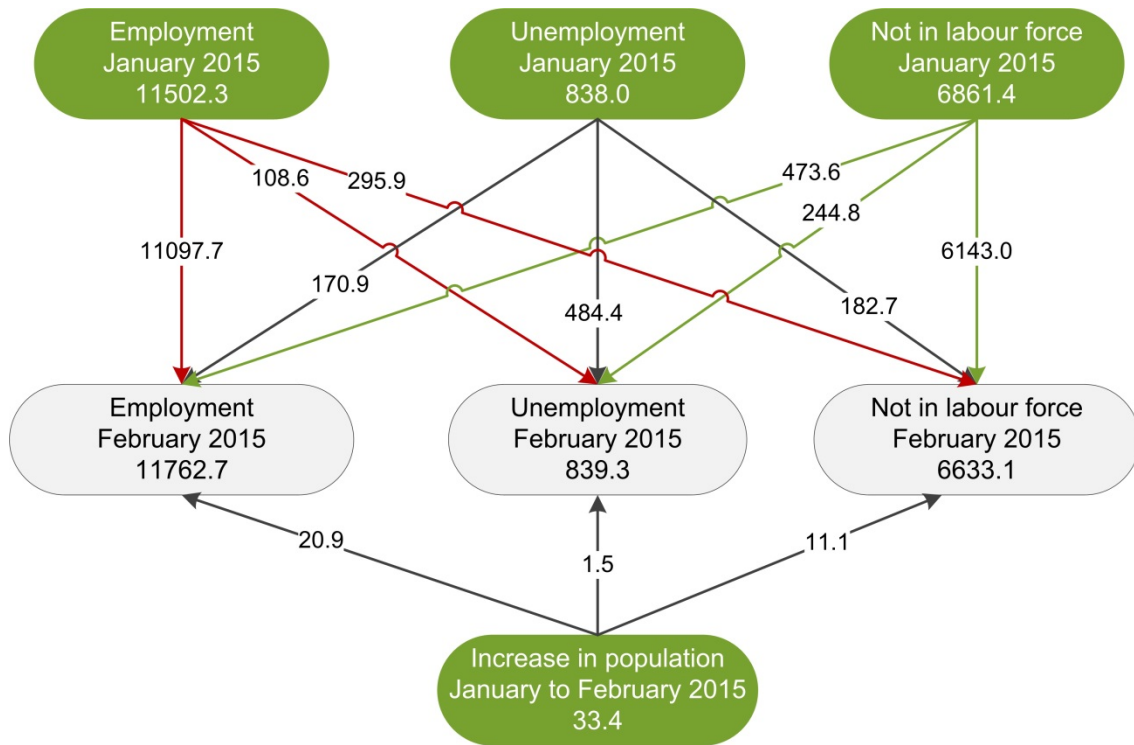 Employment
January 2015
11502.3
Unemployment
January 2015
838.0
Not in labour force
January 2015
6861.4
108.6
295.9
473.6
244.8
11097.7
6143.0
170.9
484.4
182.7
Employment
February 2015
11762.7
Unemployment
February 2015
839.3
Not in labour force
February 2015
6633.1
20.9
1.5
11.1
Increase in population
January to February 2015
33.4